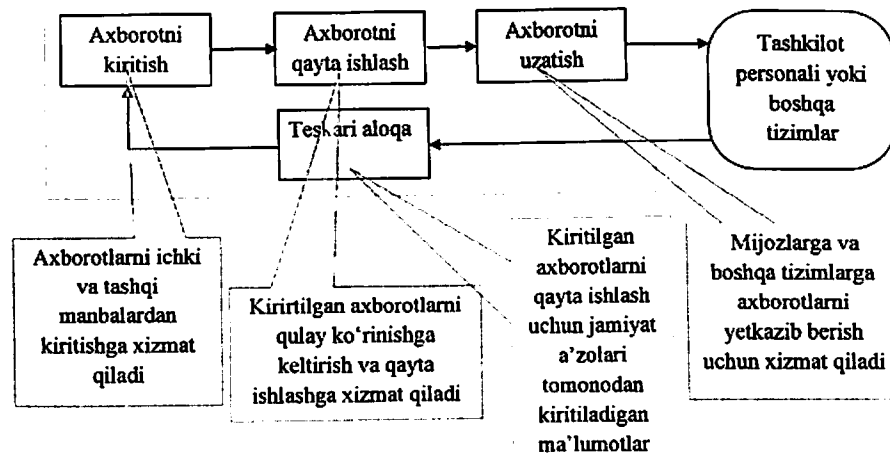 Axborotni
kiritish
Axborotni
qayta ishlash
Axborotni
uzatish
Tashkilot
personali yoki
boshqa
tizimlar
Teskari aloqa
Axborotlarni ichki
va tashqi
manbalardan
kiritishga xizmat
qiladi
Kirirtilgan axborotlarni
qulay ko‘rinishga
keltirish va qayta
ishlashga xizmat qiladi
Kiritilgan
axborotlarni
qayta ishlash
uchun jamiyat
a’zolari
tomonodan
kiritiladigan
ma’lumotlar
Mijozlarga va
boshqa tizimlarga
axborotlarni
yetkazib berish
uchun xizmat qiladi